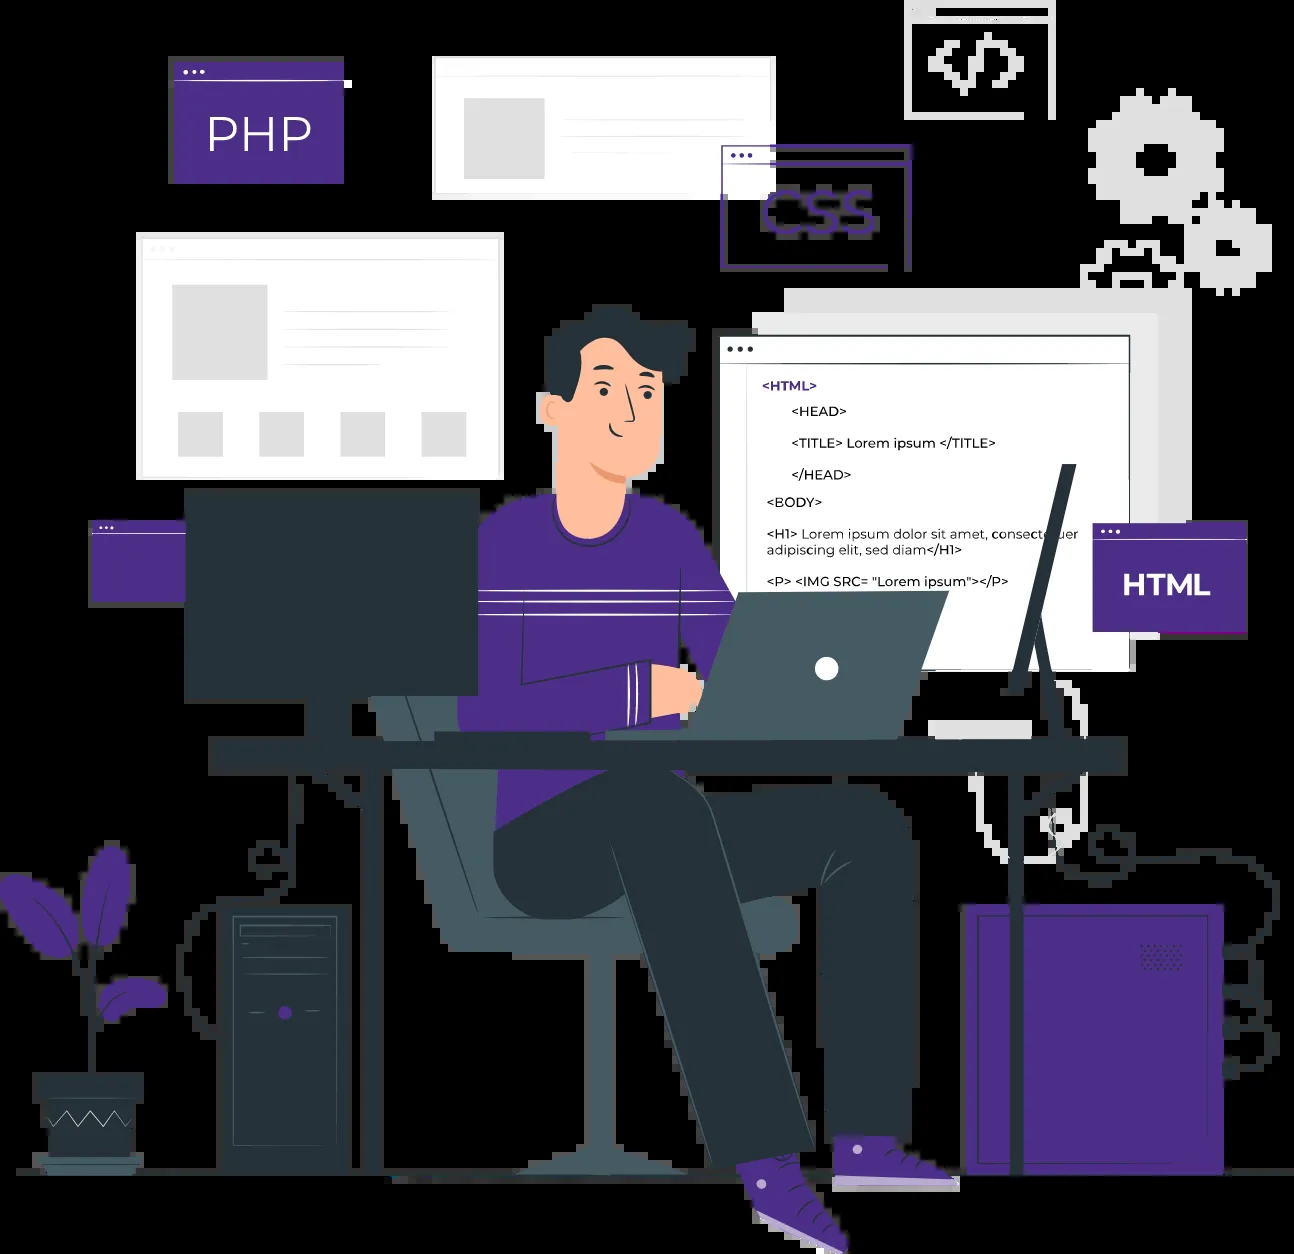 PHP
</>
CSS
<HTML>
<HEAD>
<TITLE> Lorem ipsum </TITLE>
</HEAD>
<BODY>
<H1> Lorem ipsum dolor sit amet,
adipiscing elit, sed diam</H1>
<P> <IMG SRC= "Lorem ipsum"></P>
HTML